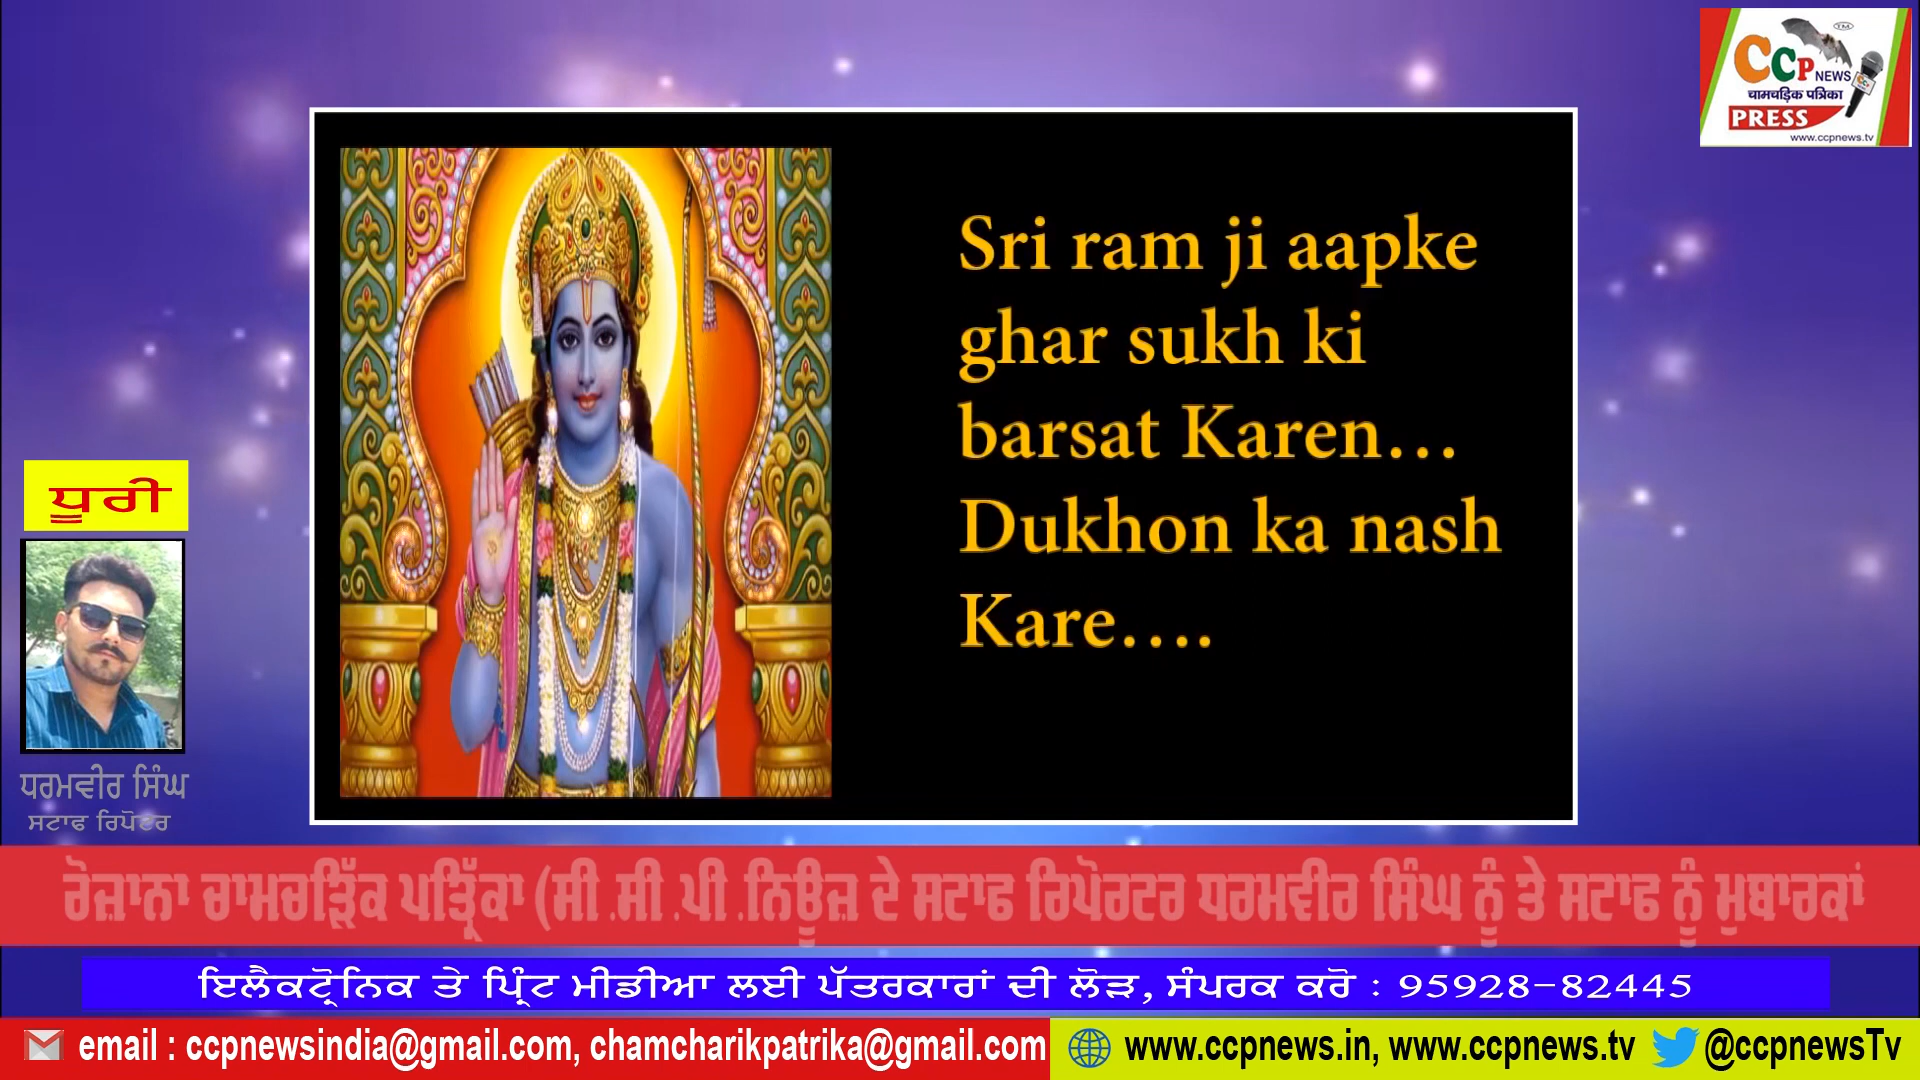 TM
CCP NEWS
चामचड़िक पत्रिका
PRESS
www.ccpnews.tv
Sri ram ji aapke
ghar sukh ki
barsat Karen…
Dukhon ka nash
Kare….
ਧੂਰੀ
ਧਰਮਵੀਰ ਸਿੰਘ
ਸਟਾਫ ਰਿਪੋਟਰ
ਰੋਜ਼ਾਨਾ ਚਾਮਚੜ੍ਹਿੱਕ ਪਤ੍ਰਿੱਕਾ (ਸੀ.ਸੀ.ਪੀ.ਨਿਊਜ਼ ਦੇ ਸਟਾਫ ਰਿਪੋਰਟਰ ਧਰਮਵੀਰ ਸਿੰਘ ਨੂੰ ਤੇ ਸਟਾਫ ਨੂੰ ਮੁਬਾਰਕਾਂ
ਇਲੈਕਟ੍ਰੋਨਿਕ ਤੇ ਪ੍ਰਿੰਟ ਮੀਡੀਆ ਲਈ ਪੱਤਰਕਾਰਾਂ ਦੀ ਲੋੜ, ਸੰਪਰਕ ਕਰੋ : 95928-82445
email : ccpnewsindia@gmail.com, chamcharikpatrika@gmail.com www.ccpnews.in, www.ccpnews.tv @ccpnewsTv